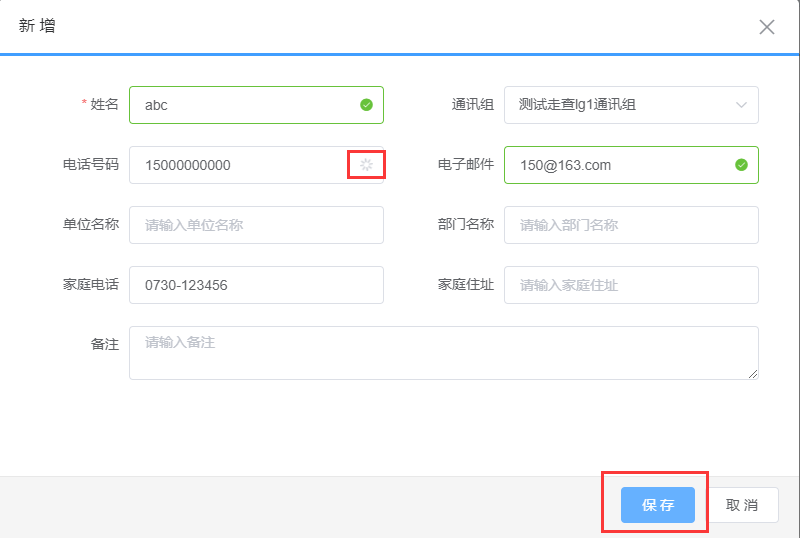 新 增
* 姓名 abc 通讯组 测试走查lg1通讯组
电话号码 15000000000 电子邮件 150@163.com
单位名称 请输入单位名称 部门名称 请输入部门名称
家庭电话 0730-123456 家庭住址 请输入家庭住址
备注 请输入备注
保 存 取 消